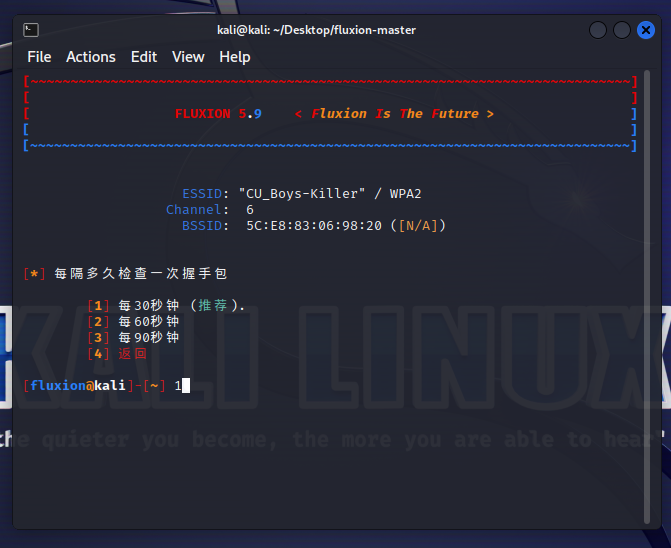 kali@kali: ~/Desktop/fluxion-master
File Actions Edit View Help
[~~~~~~~~~~~~~~~~~~~~~~~~~~~~~~~~~~~~~~~~~~~~~~~~~~~~~~~~~~~~~~~~~~~~~~~~~~~]
[ ]
[ FLUXION 5.9 < Fluxion Is The Future > ]
[ ]
[~~~~~~~~~~~~~~~~~~~~~~~~~~~~~~~~~~~~~~~~~~~~~~~~~~~~~~~~~~~~~~~~~~~~~~~~~~~]
ESSID: "CU_Boys-Killer" / WPA2
Channel: 6
BSSID: 5C:E8:83:06:98:20 ([N/A])
[*] 每隔多久检查一次握手包
[1] 每30秒钟 (推荐).
[2] 每60秒钟
[3] 每90秒钟
[4] 返回
[fluxion@kali]-[~] 1
KALI LINUX
the quieter you become, the more you are able to hear"